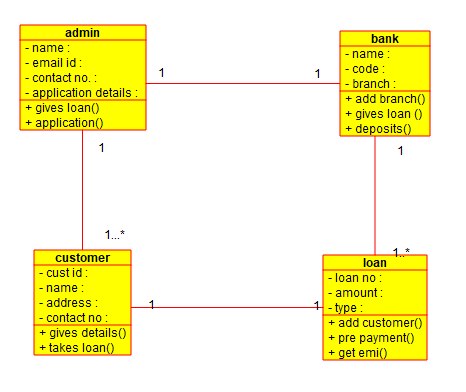 admin
- name :
- email id :
- contact no. :
- application details :
+ gives loan()
+ application()
1
1
bank
- name :
- code :
- branch :
+ add branch()
+ gives loan ()
+ deposits()
1
1...*
1
1..*
customer
- cust id :
- name :
- address :
- contact no :
+ gives details()
+ takes loan()
1
1
loan
- loan no :
- amount :
- type :
+ add customer()
+ pre payment()
+ get emi()